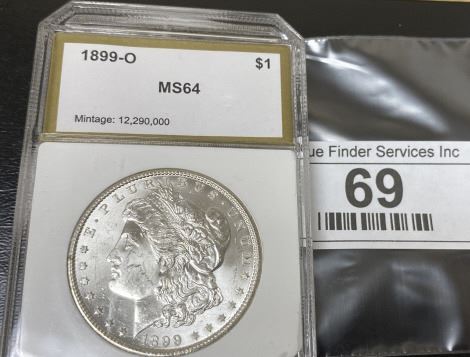 1899-O $1
MS64
Mintage: 12,290,000
ue Finder Services Inc
69
E·PLURIBUS·UNUM
1899